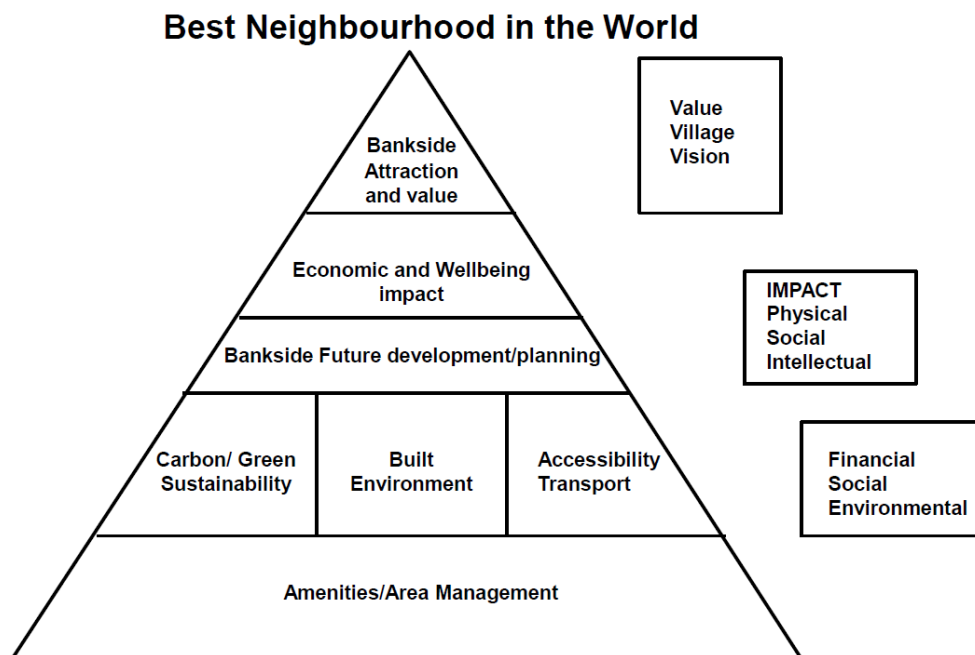 Best Neighbourhood in the World
Bankside
Attraction
and value
Value
Village
Vision
Economic and Wellbeing
impact
IMPACT
Physical
Social
Intellectual
Bankside Future development/planning
Carbon/ Green
Sustainability
Built
Environment
Accessibility
Transport
Financial
Social
Environmental
Amenities/Area Management